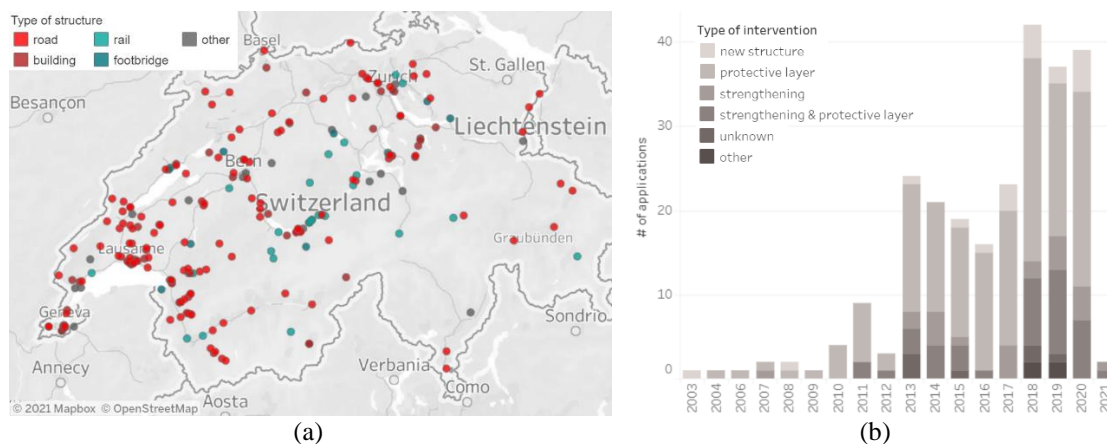 Type of structure
road
rail
other
building
footbridge
Basel
Zurich
St. Gallen
Besançon
Liechtenstein
Bern
Switzerland
Lausanne
Graubünden
Geneva
Sondrio
Annecy
Verbania
Como
Aosta
© 2021 Mapbox © OpenStreetMap
(a)
Type of intervention
new structure
protective layer
strengthening
strengthening & protective layer
unknown
other
# of applications
40
30
20
10
0
2003
2004
2006
2007
2008
2009
2010
2011
2012
2013
2014
2015
2016
2017
2018
2019
2020
2021
(b)